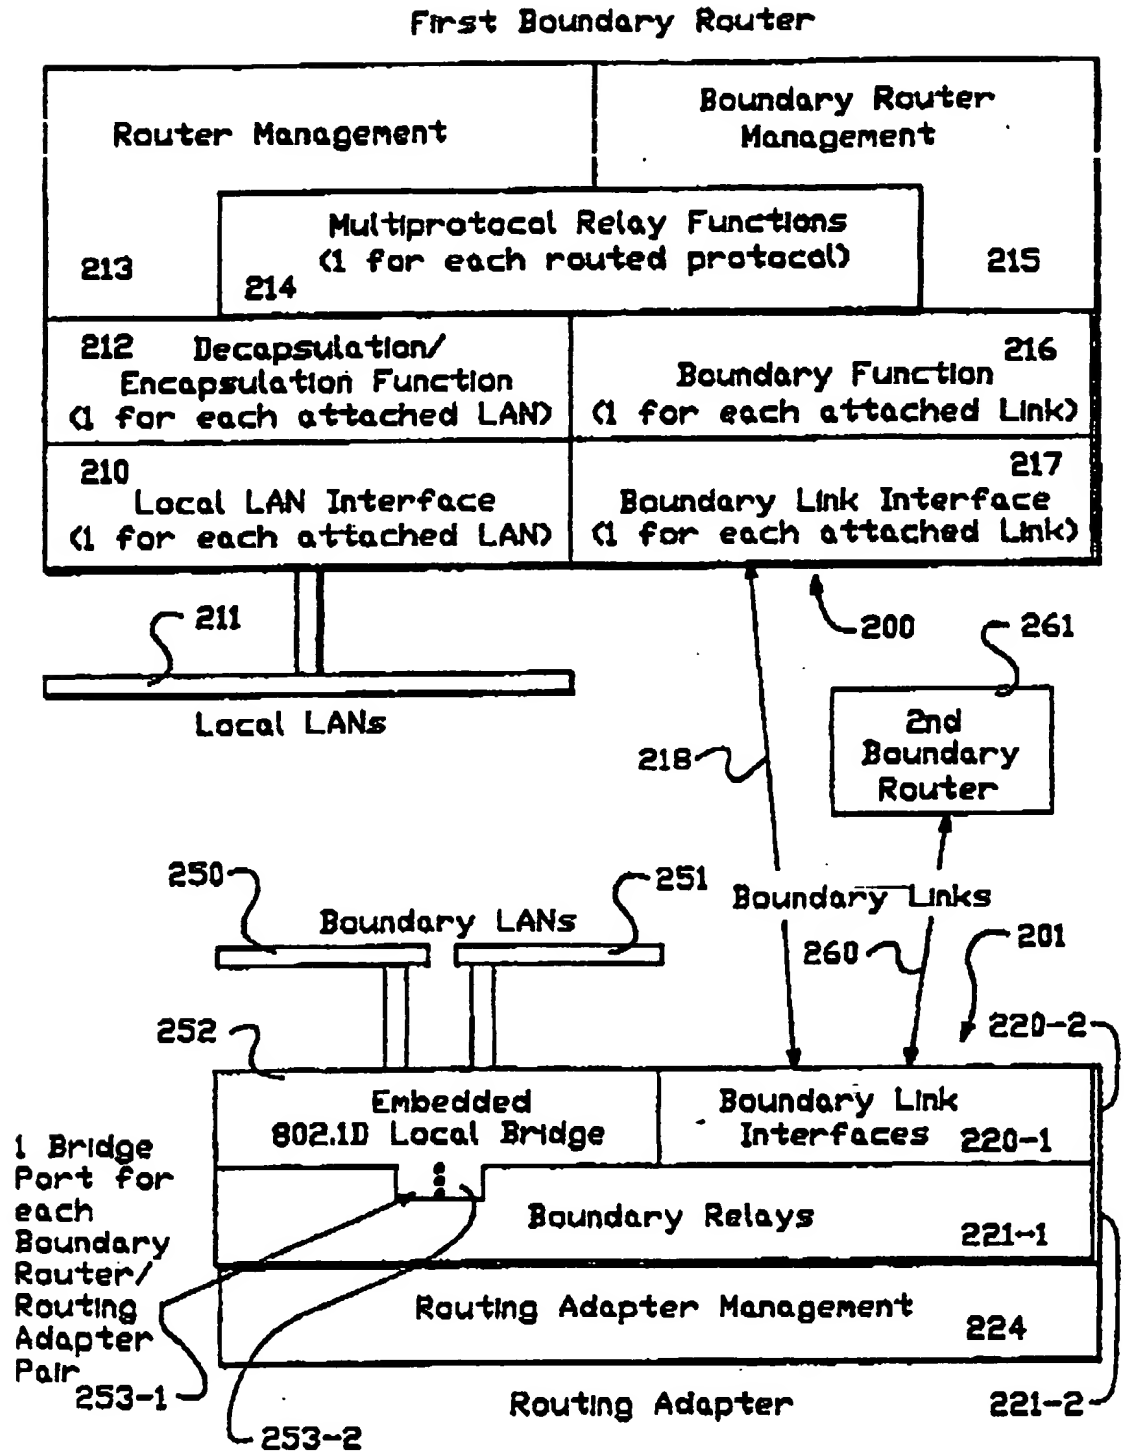 First Boundary Router
Router Management
Boundary Router
Management
Multiprotocal Relay Functions
(1 for each routed protocal)
213
214
215
212
Decapsulation/
Encapsulation Function
(1 for each attached LAN)
216
Boundary Function
(1 for each attached Link)
210
Local LAN Interface
(1 for each attached LAN)
217
Boundary Link Interface
(1 for each attached Link)
211
200
261
Local LANs
2nd
Boundary
Router
218
250
251
Boundary Links
Boundary LANs
260
201
252
220-2
Embedded
802.1D Local Bridge
Boundary Link
Interfaces
220-1
1 Bridge
Port for
each
Boundary
Router/
Routing
Adapter
Pair
Boundary Relays
221-1
Routing Adapter Management
224
253-1
253-2
Routing Adapter
221-2